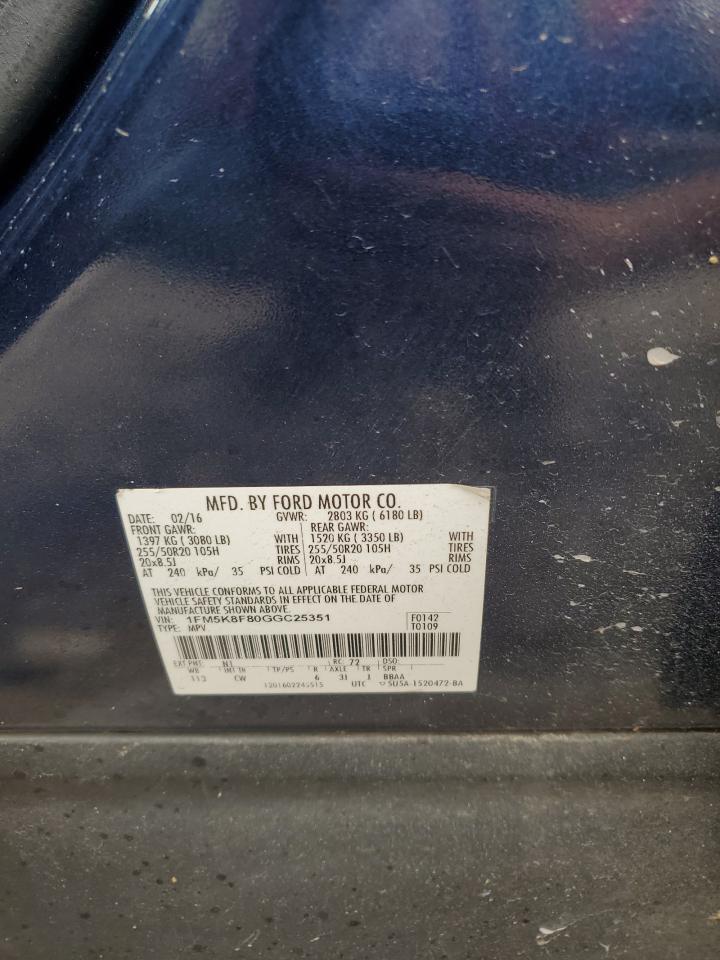 MFD. BY FORD MOTOR CO.
DATE: 02/16 GVWR: 2803 KG ( 6180 LB)
FRONT GAWR: REAR GAWR:
1397 KG ( 3080 LB) WITH 1520 KG ( 3350 LB) WITH
255/50R20 105H TIRES 255/50R20 105H TIRES
20x8.5J RIMS 20x8.5J RIMS
AT 240 kPa/ 35 PSI COLD AT 240 kPa/ 35 PSI COLD
THIS VEHICLE CONFORMS TO ALL APPLICABLE FEDERAL MOTOR
VEHICLE SAFETY STANDARDS IN EFFECT ON THE DATE OF
MANUFACTURE SHOWN ABOVE.
VIN: 1FM5K8F80GGC25351 F0142
TYPE: MPV T0109
EXT PNT: N1 RC: 72 DSO:
WB INT TR TP/PS R AXLE TR SPR
113 CW 6 31 1 BBAA
UTC